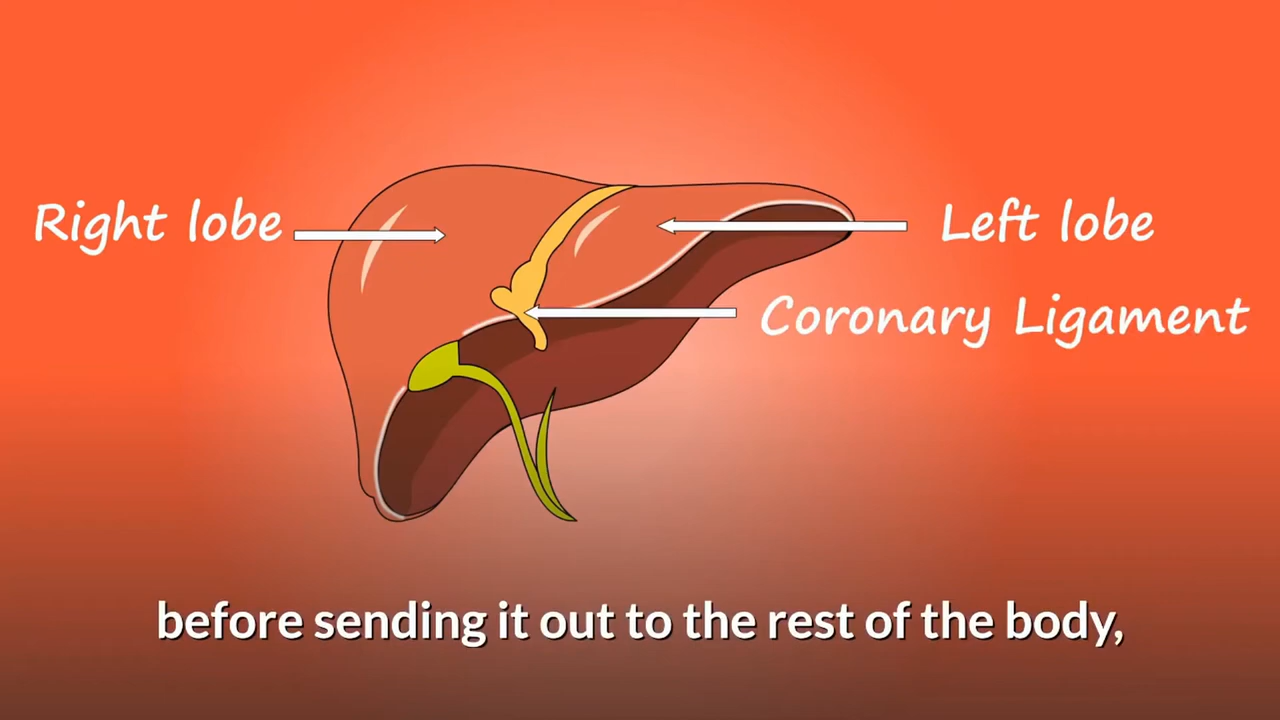 Right lobe
Left lobe
Coronary Ligament
before sending it out to the rest of the body,